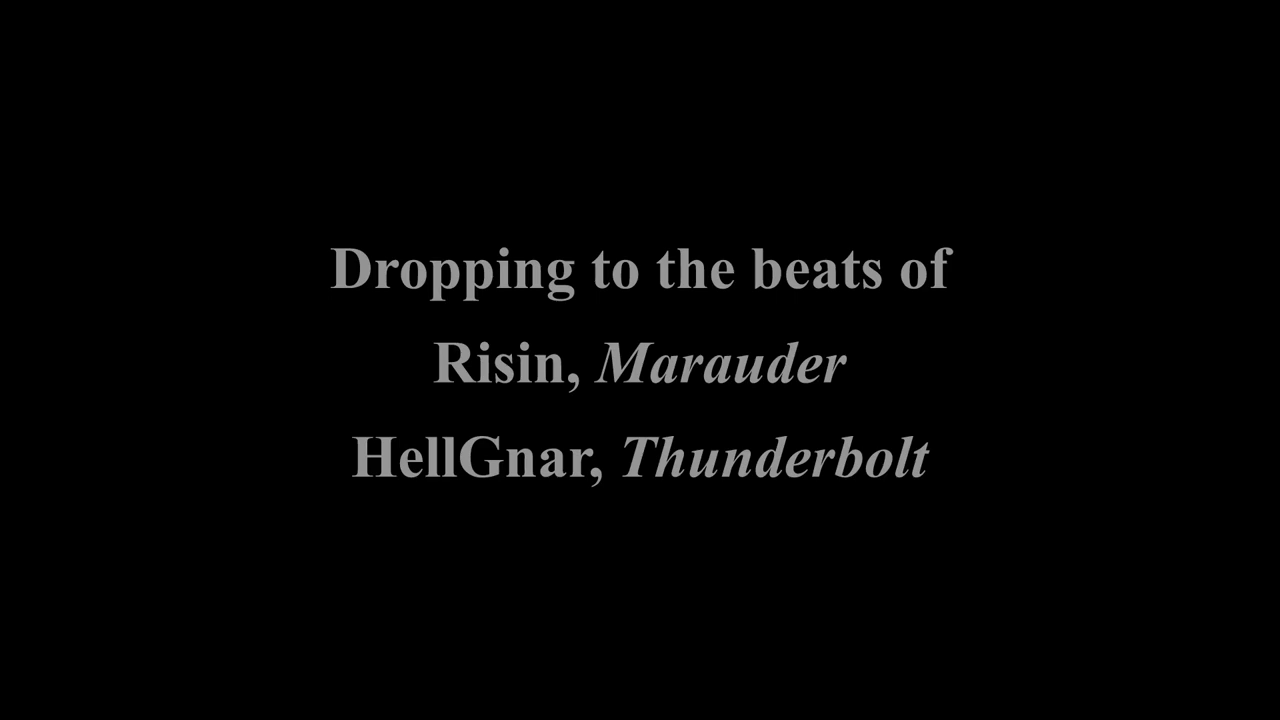 Dropping to the beats of
Risin, Marauder
HellGnar, Thunderbolt